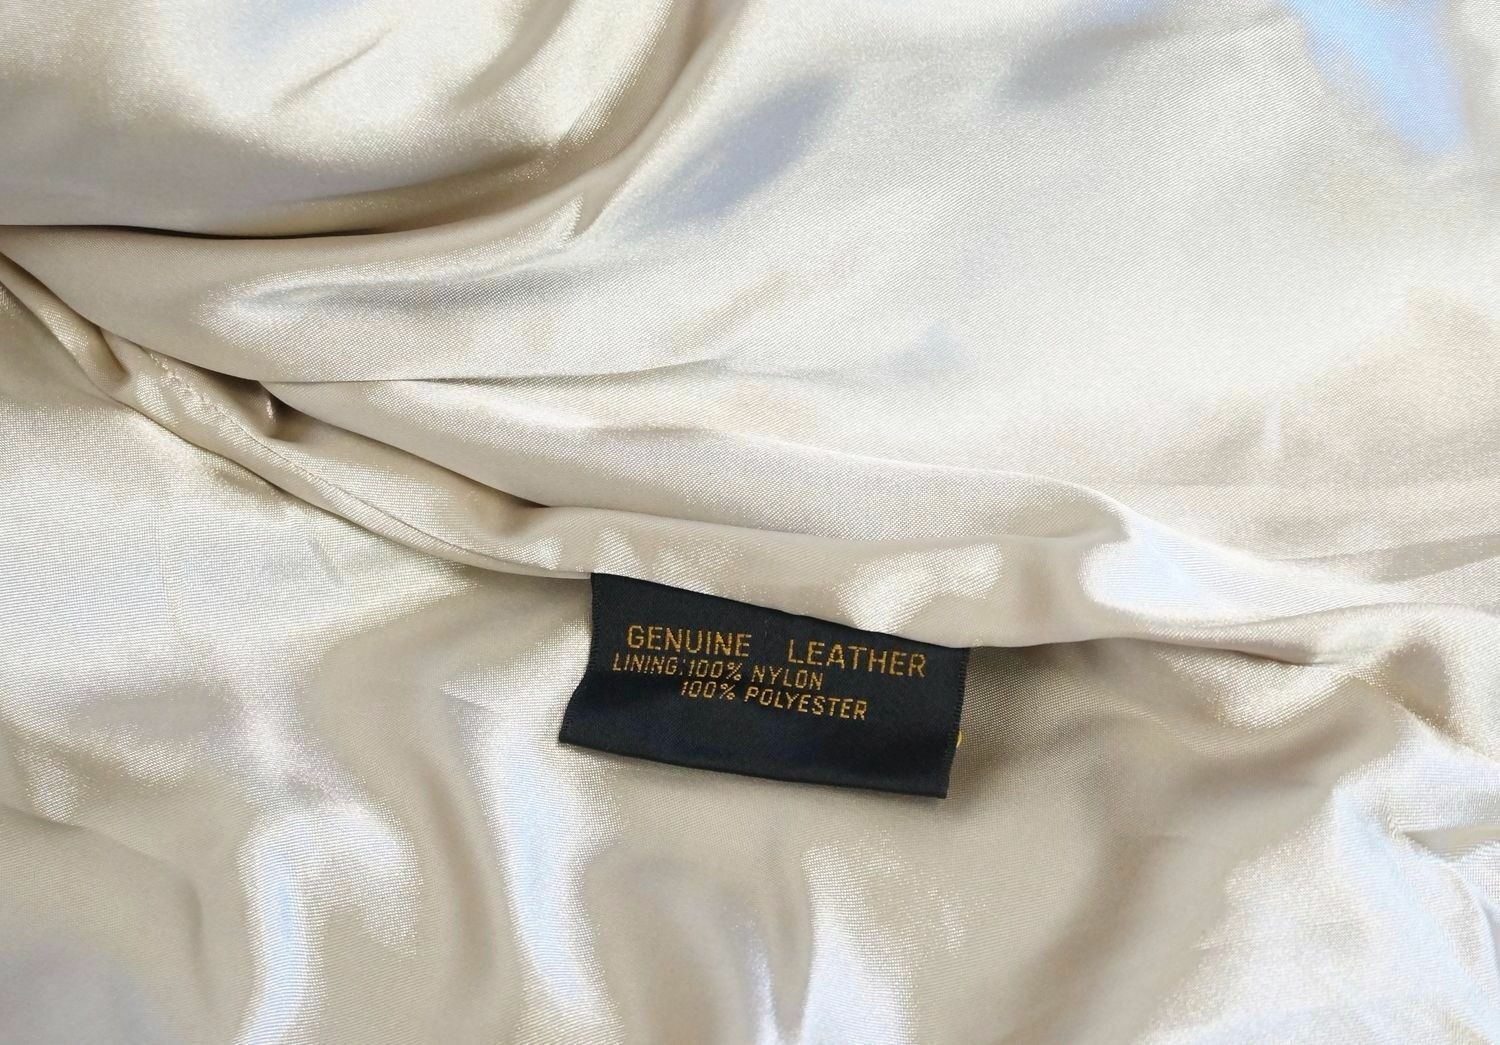 GENUINE LEATHER
LINING:100% NYLON
100% POLYESTER